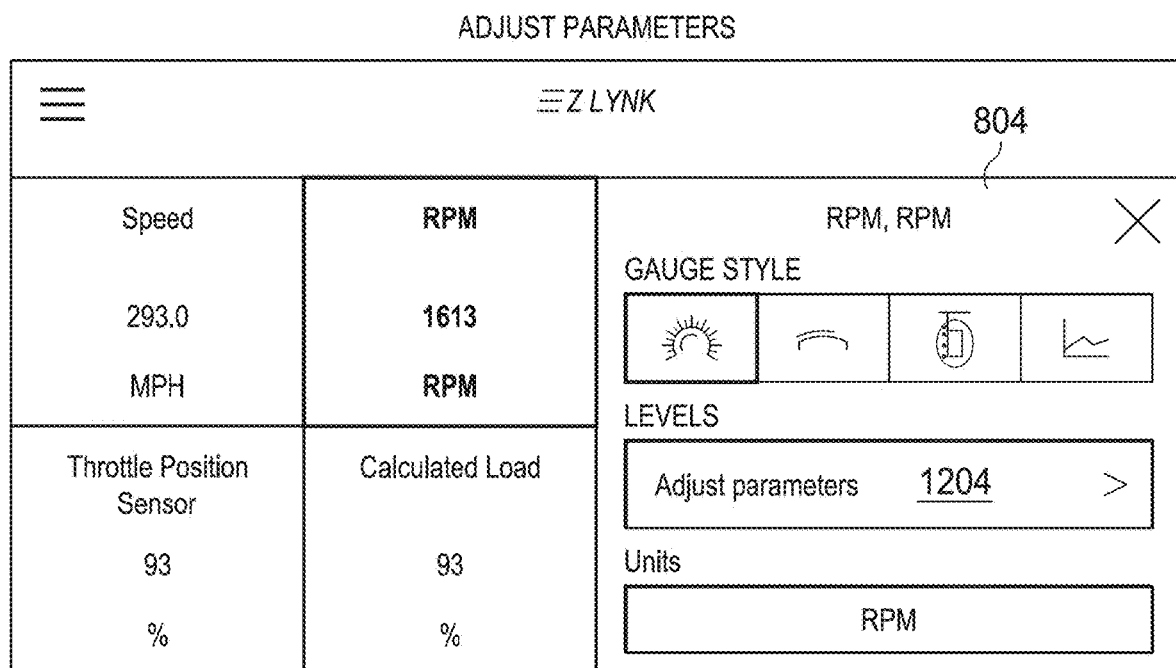 ADJUST PARAMETERS
EZ LYNK
804
Speed
293.0
MPH
RPM
1613
RPM
Throttle Position
Sensor
93
%
Calculated Load
93
%
RPM, RPM
GAUGE STYLE
LEVELS
Adjust parameters 1204 >
Units
RPM